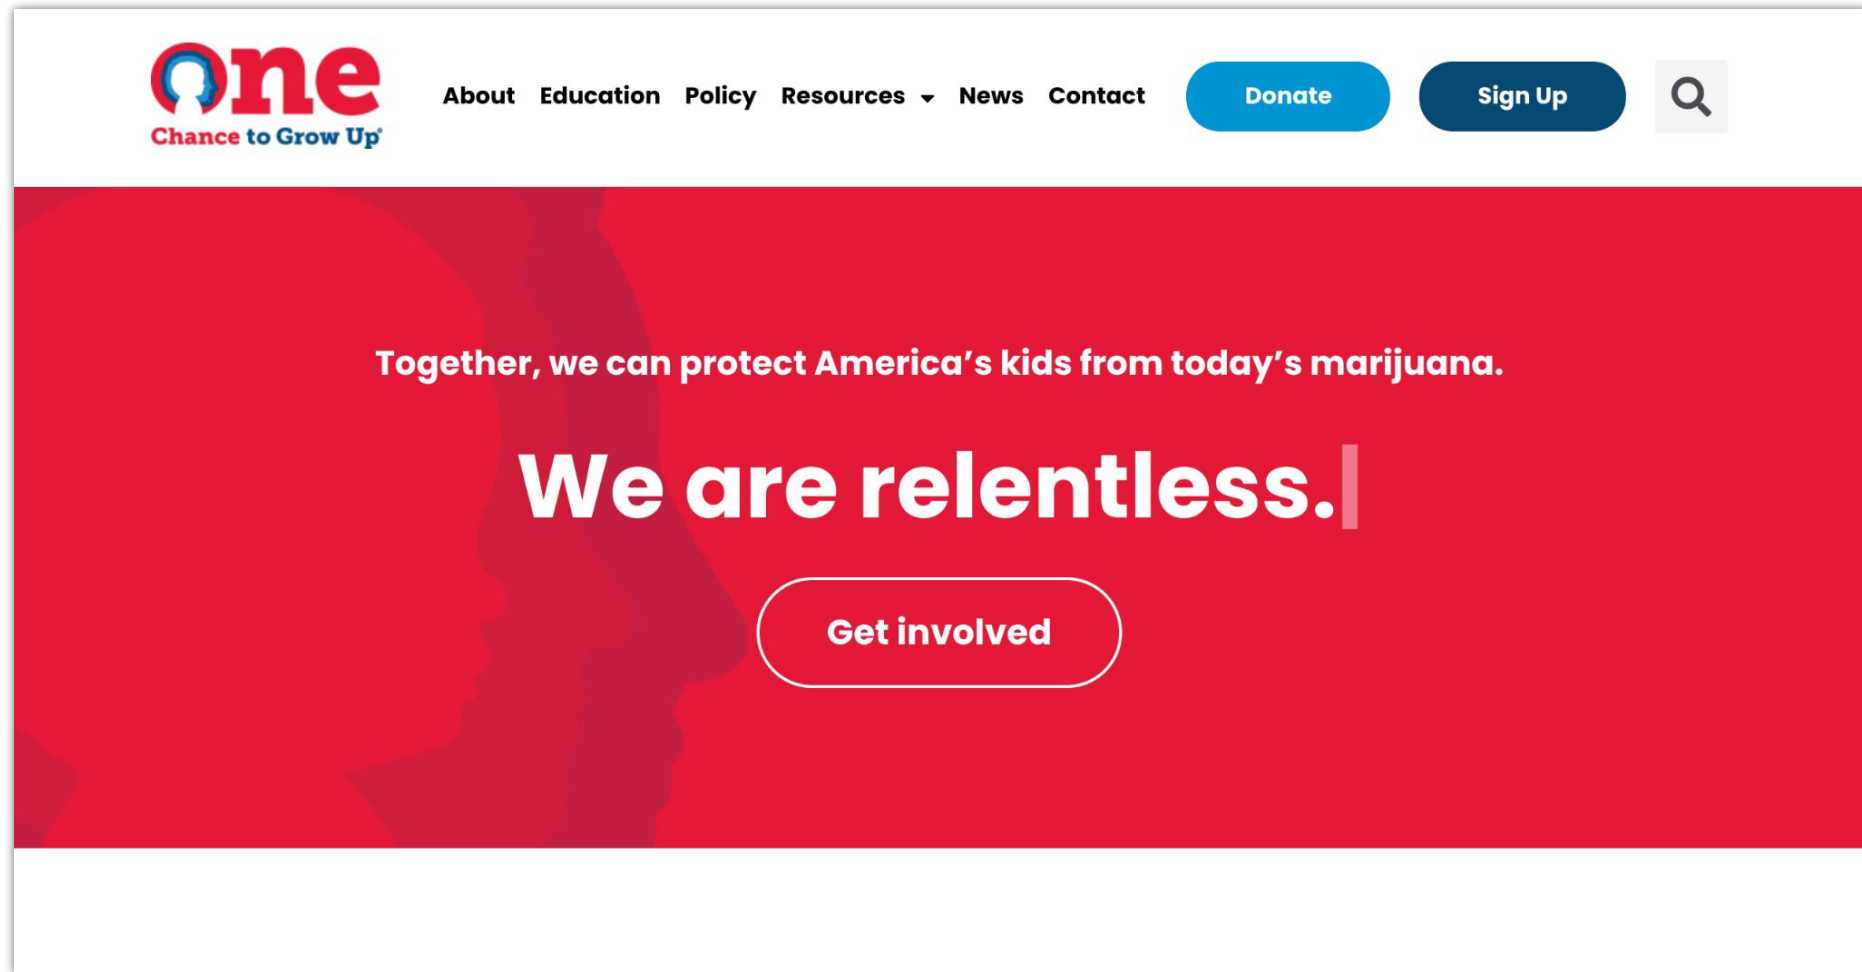 One
Chance to Grow Up®
About Education Policy Resources News Contact Donate Sign Up
Together, we can protect America’s kids from today’s marijuana.
We are relentless.
Get involved